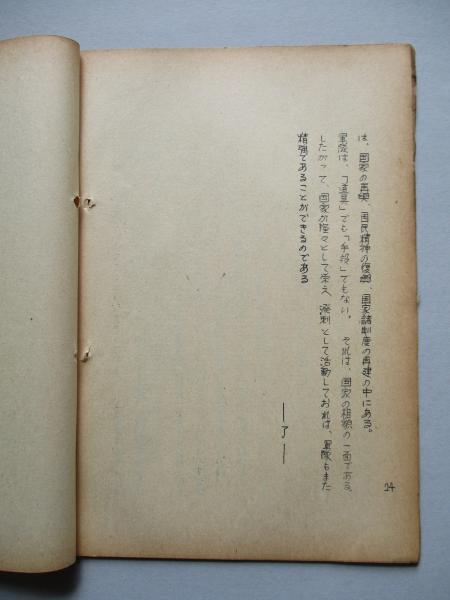 は、国家の再興、国民精神の復興、国家諸制度の再建の中にある。
軍隊は、「道具」でも「手段」でもない。それは、国家の相貌の一面である、
したがって、国家が隆々として栄え、溌剌として活動しておれば、軍隊もまた
精強であることができるのである
―了―
24